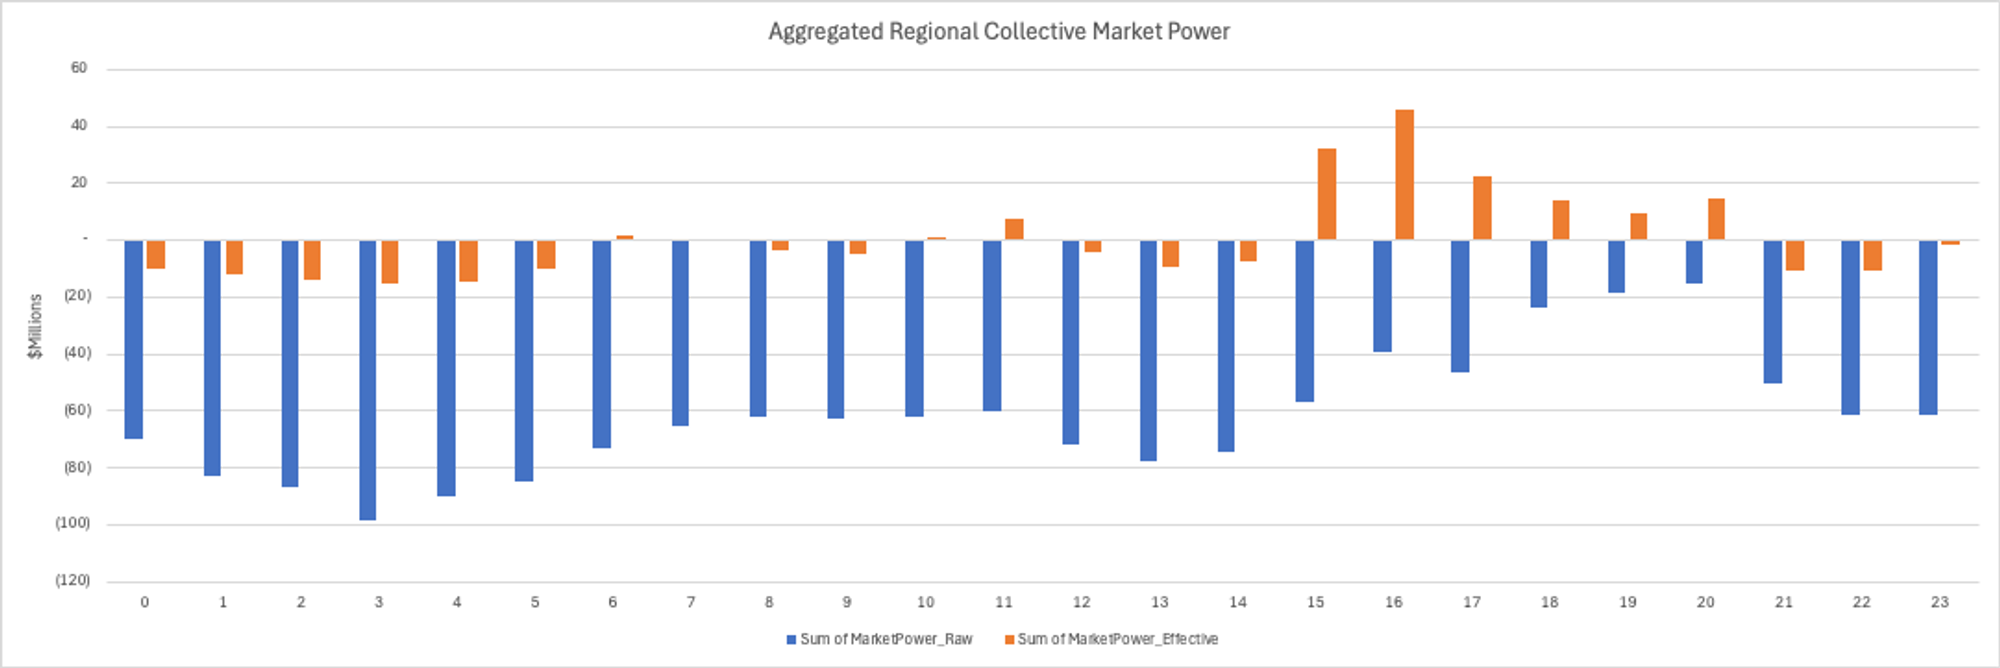 Aggregated Regional Collective Market Power
60
40
20
-
(20)
(40)
(60)
(80)
(100)
(120)
$Millions
0 1 2 3 4 5 6 7 8 9 10 11 12 13 14 15 16 17 18 19 20 21 22 23
Sum of MarketPower_Raw Sum of MarketPower_Effective